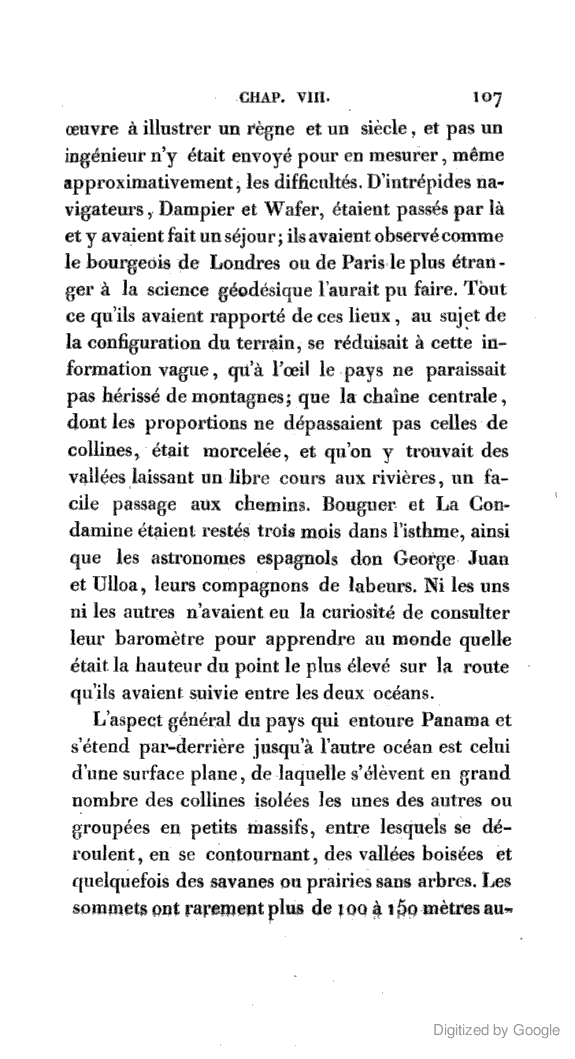 CHAP. VIII. 107
œuvre à illustrer un règne et un siècle, et pas un
ingénieur n'y était envoyé pour en mesurer, même
approximativement, les difficultés. D'intrépides na-
vigateurs, Dampier et Wafer, étaient passés par là
et y avaient fait un séjour; ils avaient observé comme
le bourgeois de Londres ou de Paris le plus étran-
ger à la science géodésique l'aurait pu faire. Tout
ce qu'ils avaient rapporté de ces lieux, au sujet de
la configuration du terrain, se réduisait à cette in-
formation vague, qu'à l'œil le pays ne paraissait
pas hérissé de montagnes; que la chaîne centrale,
dont les proportions ne dépassaient pas celles de
collines, était morcelée, et qu'on y trouvait des
vallées laissant un libre cours aux rivières, un fa-
cile passage aux chemins. Bouguer et La Con-
damine étaient restés trois mois dans l'isthme, ainsi
que les astronomes espagnols don George Juan
et Ulloa, leurs compagnons de labeurs. Ni les uns
ni les autres n'avaient eu la curiosité de consulter
leur baromètre pour apprendre au monde quelle
était la hauteur du point le plus élevé sur la route
qu'ils avaient suivie entre les deux océans.
L'aspect général du pays qui entoure Panama et
s'étend par-derrière jusqu'à l'autre océan est celui
d'une surface plane, de laquelle s'élèvent en grand
nombre des collines isolées les unes des autres ou
groupées en petits massifs, entre lesquels se dé-
roulent, en se contournant, des vallées boisées et
quelquefois des savanes ou prairies sans arbres. Les
sommets ont rarement plus de 100 à 150 mètres au-
Digitized by Google